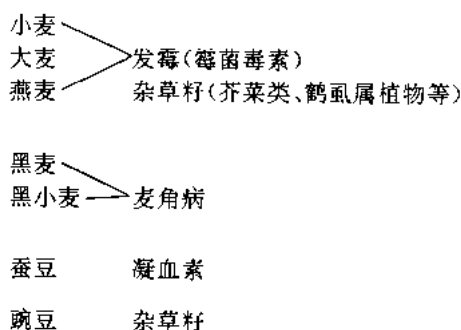 小麦
大麦 发霉(霉菌毒素)
燕麦 杂草籽(芥菜类、鹤虱属植物等)
黑麦
黑小麦 麦角病
蚕豆 凝血素
豌豆 杂草籽